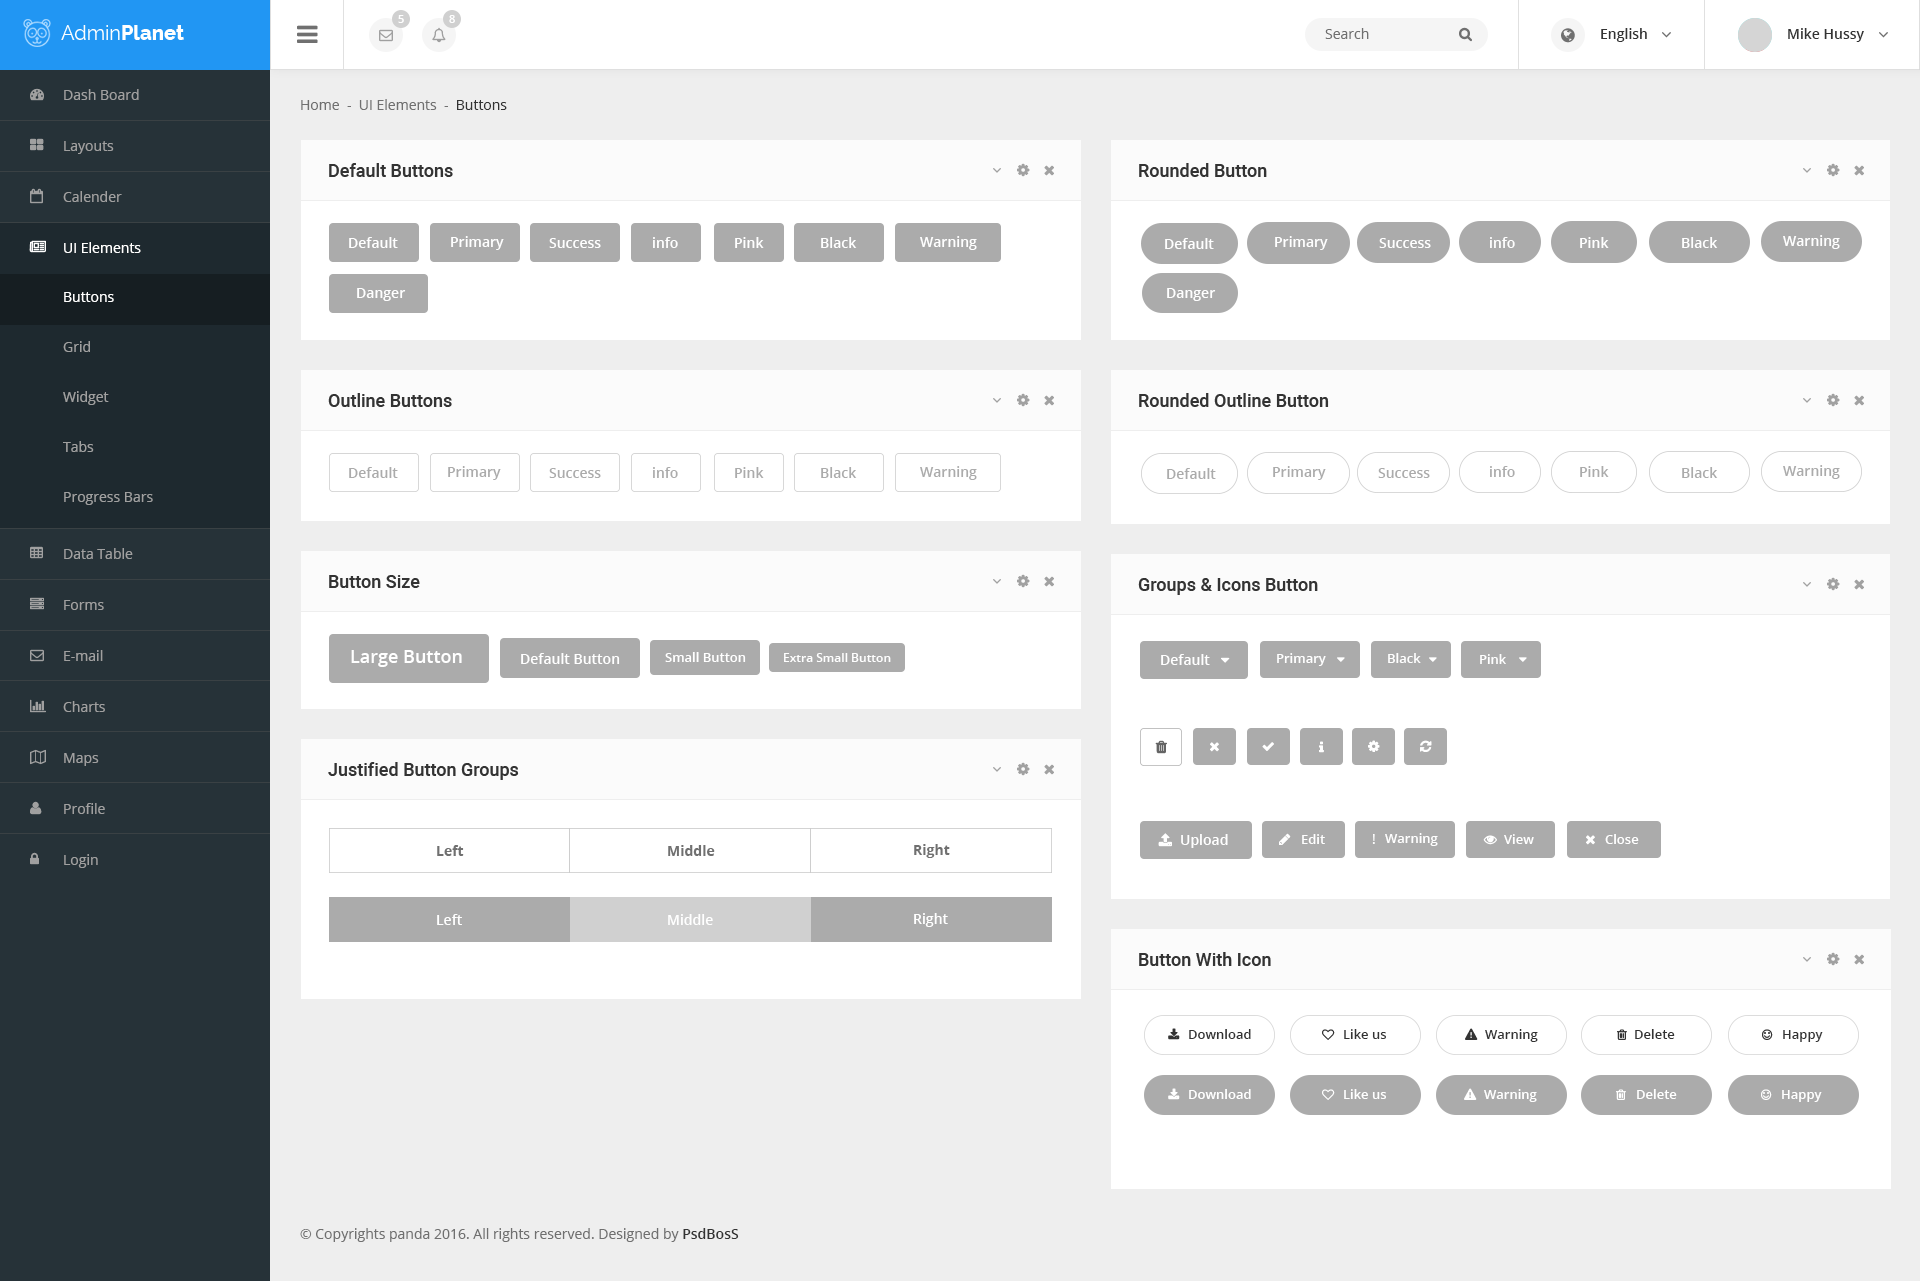 AdminPlanet
5
8
Search
English
Mike Hussy
Dash Board
Layouts
Calender
UI Elements
Buttons
Grid
Widget
Tabs
Progress Bars
Data Table
Forms
E-mail
Charts
Maps
Profile
Login
Home - UI Elements - Buttons
Default Buttons
Default Primary Success info Pink Black Warning
Danger
Rounded Button
Default Primary Success info Pink Black Warning
Danger
Outline Buttons
Default Primary Success info Pink Black Warning
Rounded Outline Button
Default Primary Success info Pink Black Warning
Button Size
Large Button Default Button Small Button Extra Small Button
Groups & Icons Button
Default Primary Black Pink
Upload Edit ! Warning View Close
Justified Button Groups
Left Middle Right
Left Middle Right
Button With Icon
Download Like us Warning Delete Happy
Download Like us Warning Delete Happy
© Copyrights panda 2016. All rights reserved. Designed by PsdBosS